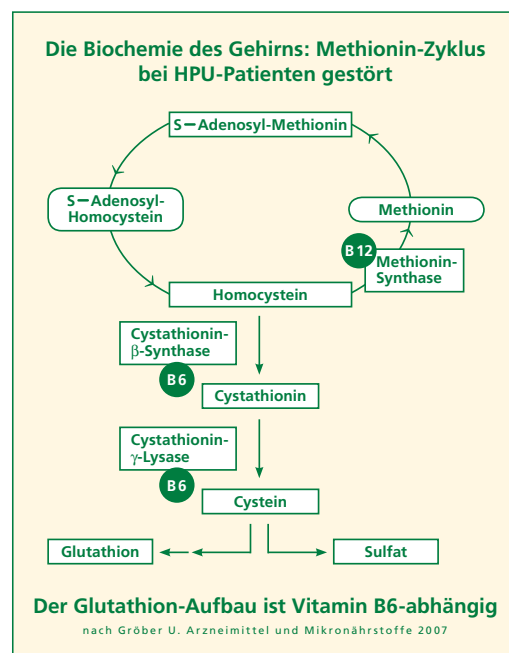 Die Biochemie des Gehirns: Methionin-Zyklus
bei HPU-Patienten gestört
S–Adenosyl-Methionin
S–Adenosyl-
Homocystein
Methionin
B12
Methionin-
Synthase
Homocystein
Cystathionin-
β-Synthase
B6
Cystathionin
Cystathionin-
γ-Lysase
B6
Cystein
Glutathion
Sulfat
Der Glutathion-Aufbau ist Vitamin B6-abhängig
nach Gröber U. Arzneimittel und Mikronährstoffe 2007